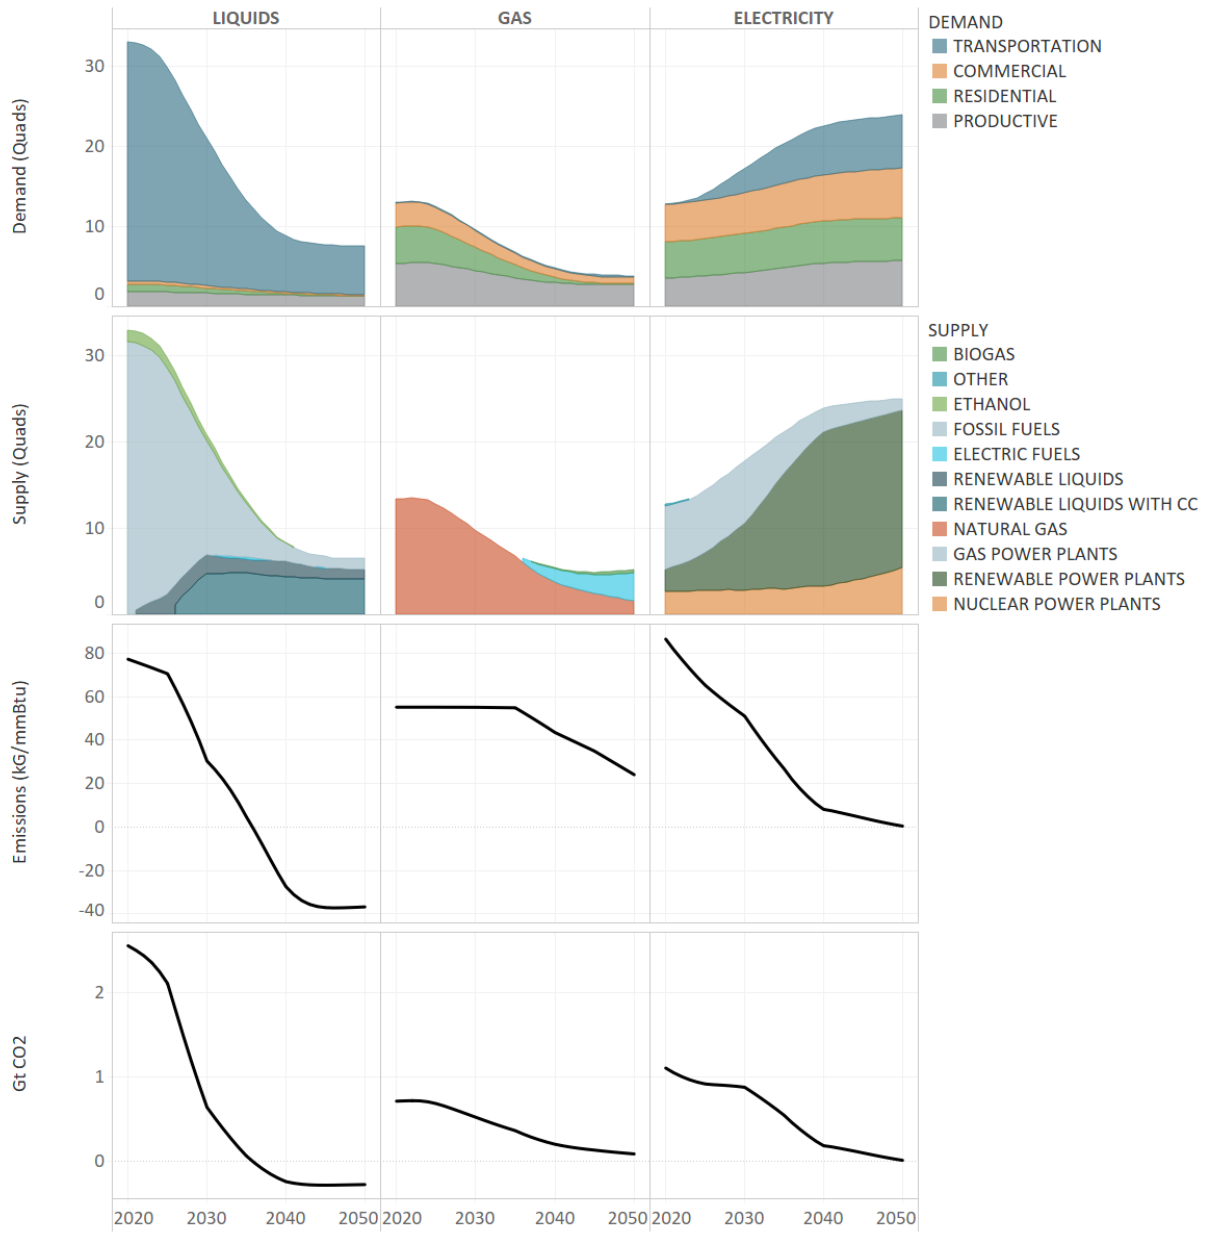 LIQUIDS GAS ELECTRICITY
DEMAND
TRANSPORTATION
COMMERCIAL
RESIDENTIAL
PRODUCTIVE
Demand (Quads)
30
20
10
0
SUPPLY
BIOGAS
OTHER
ETHANOL
FOSSIL FUELS
ELECTRIC FUELS
RENEWABLE LIQUIDS
RENEWABLE LIQUIDS WITH CC
NATURAL GAS
GAS POWER PLANTS
RENEWABLE POWER PLANTS
NUCLEAR POWER PLANTS
Supply (Quads)
30
20
10
0
Emissions (kG/mmBtu)
80
60
40
20
0
-20
-40
Gt CO2
2
1
0
2020 2030 2040 2050 2020 2030 2040 2050 2020 2030 2040 2050